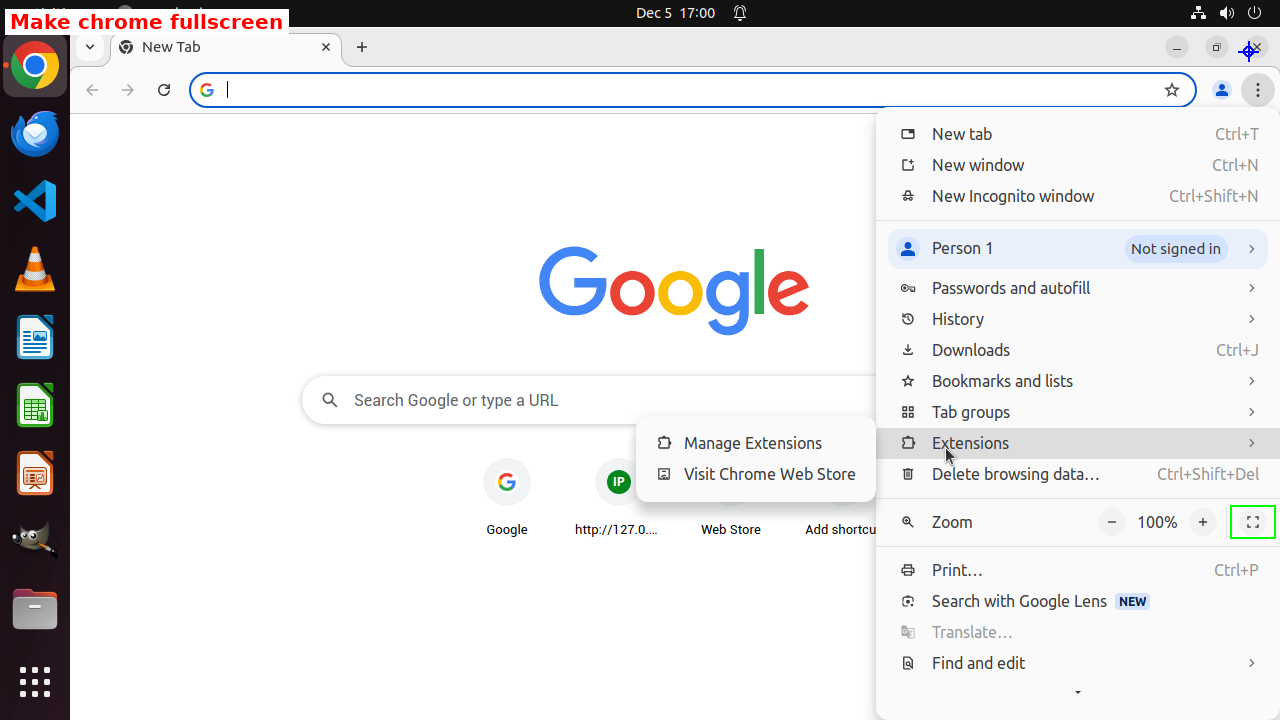 Make chrome fullscreen
Dec 5 17:00
New Tab
New tab Ctrl+T
New window Ctrl+N
New Incognito window Ctrl+Shift+N
Person 1 Not signed in
Passwords and autofill
History
Downloads Ctrl+J
Bookmarks and lists
Tab groups
Extensions
Delete browsing data... Ctrl+Shift+Del
Zoom 100%
Print... Ctrl+P
Search with Google Lens NEW
Translate...
Find and edit
Manage Extensions
Visit Chrome Web Store
Google
Search Google or type a URL
IP
Google
http://127.0....
Web Store
Add shortcu